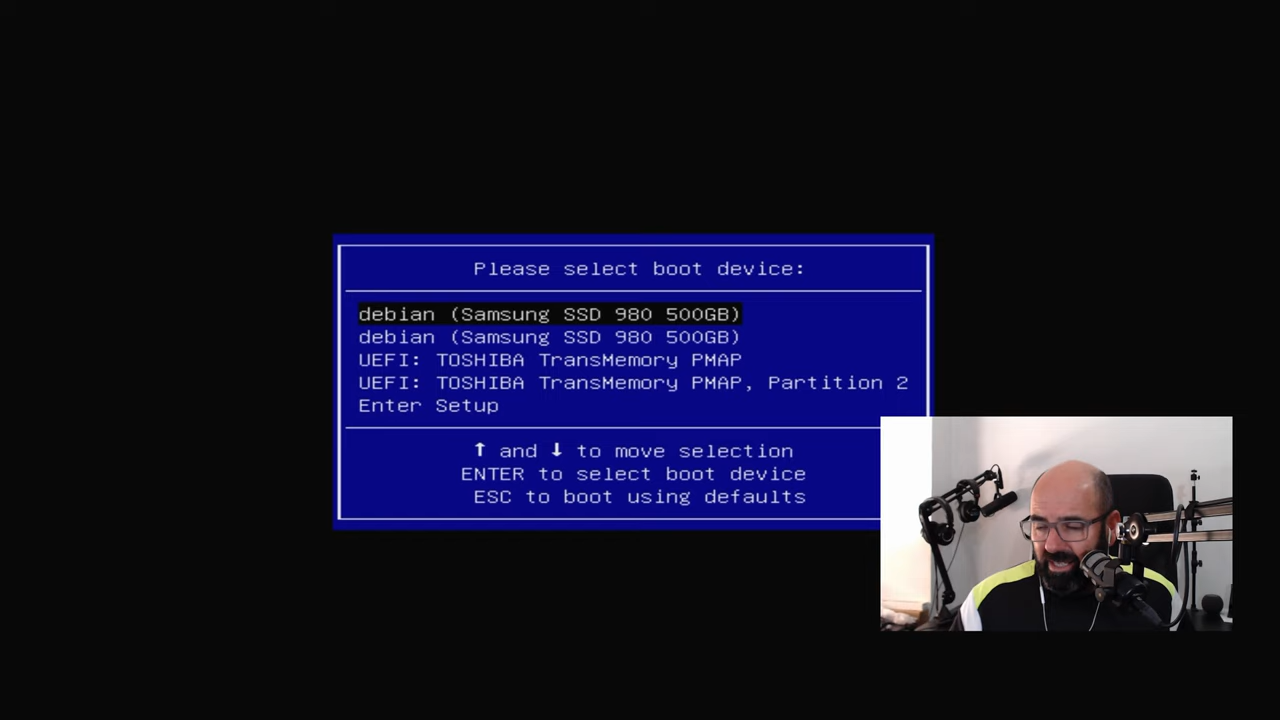 Please select boot device:
debian (Samsung SSD 980 500GB)
debian (Samsung SSD 980 500GB)
UEFI: TOSHIBA TransMemory PMAP
UEFI: TOSHIBA TransMemory PMAP, Partition 2
Enter Setup
↑ and ↓ to move selection
ENTER to select boot device
ESC to boot using defaults